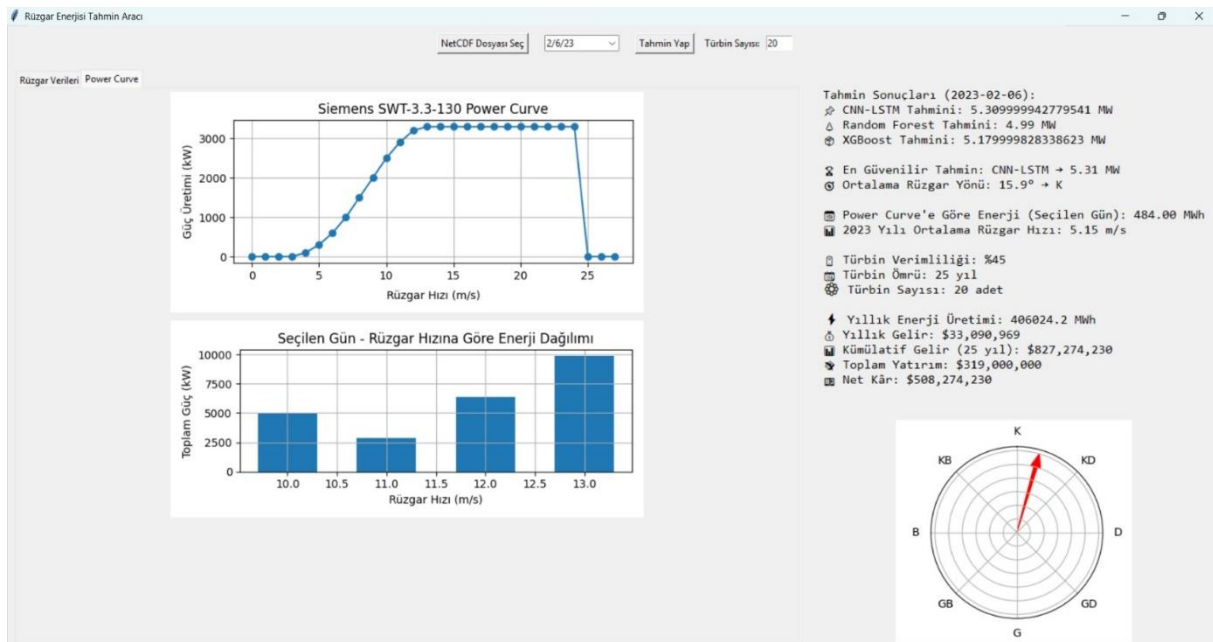 Rüzgar Enerjisi Tahmin Aracı
NetCDF Dosyası Seç 2/6/23 Tahmin Yap Türbin Sayısı: 20
Rüzgar Verileri Power Curve
Siemens SWT-3.3-130 Power Curve
Güç Üretimi (kW)
3000
2000
1000
0
0 5 10 15 20 25
Rüzgar Hızı (m/s)
Seçilen Gün - Rüzgar Hızına Göre Enerji Dağılımı
Toplam Güç (kW)
10000
7500
5000
2500
0
10.0 10.5 11.0 11.5 12.0 12.5 13.0
Rüzgar Hızı (m/s)
Tahmin Sonuçları (2023-02-06):
CNN-LSTM Tahmini: 5.309999942779541 MW
Random Forest Tahmini: 4.99 MW
XGBoost Tahmini: 5.179999828338623 MW
En Güvenilir Tahmin: CNN-LSTM → 5.31 MW
Ortalama Rüzgar Yönü: 15.9° → K
Power Curve'e Göre Enerji (Seçilen Gün): 484.00 MWh
2023 Yılı Ortalama Rüzgar Hızı: 5.15 m/s
Türbin Verimliliği: %45
Türbin Ömrü: 25 yıl
Türbin Sayısı: 20 adet
Yıllık Enerji Üretimi: 406024.2 MWh
Yıllık Gelir: $33,090,969
Kümülatif Gelir (25 yıl): $827,274,230
Toplam Yatırım: $319,000,000
Net Kâr: $508,274,230
K
KB KD
B D
GB GD
G